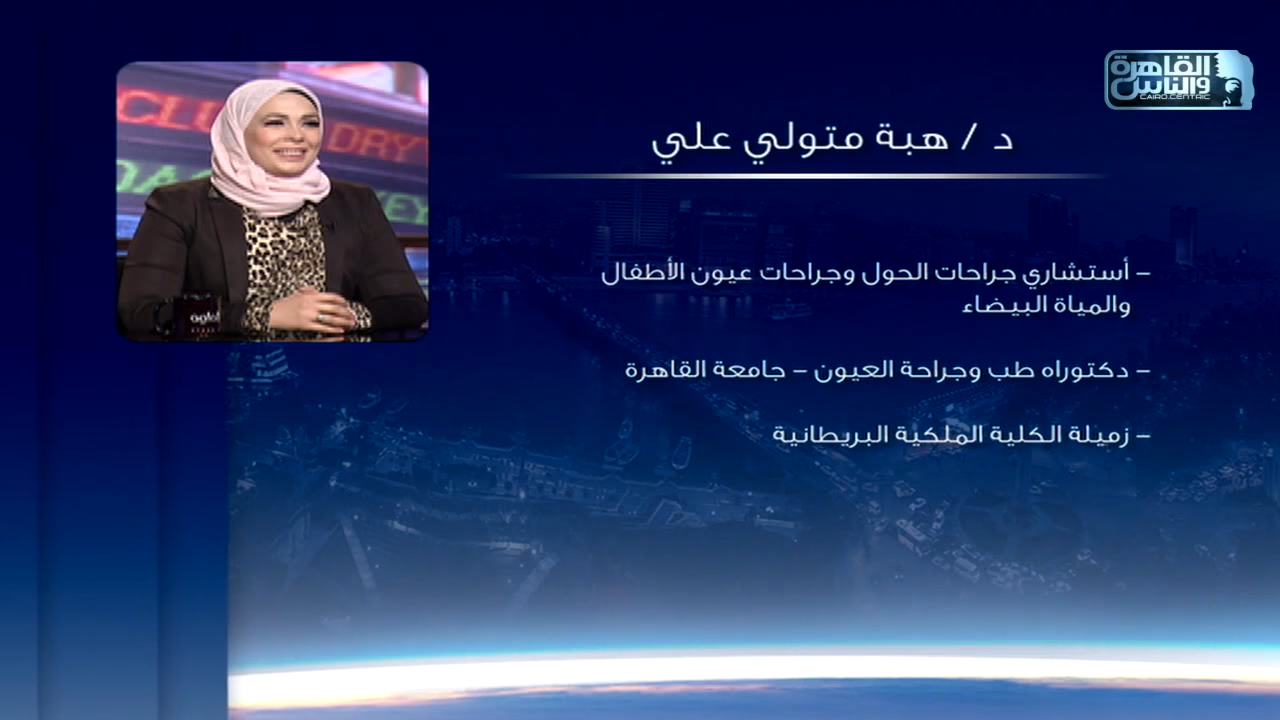 القاهرة
والناس
CAIRO.CENTRIC
د / هبة متولي علي
– أستشاري جراحات الحول وجراحات عيون الأطفال
والمياة البيضاء
– دكتوراه طب وجراحة العيون – جامعة القاهرة
– زميلة الكلية الملكية البريطانية
DRY